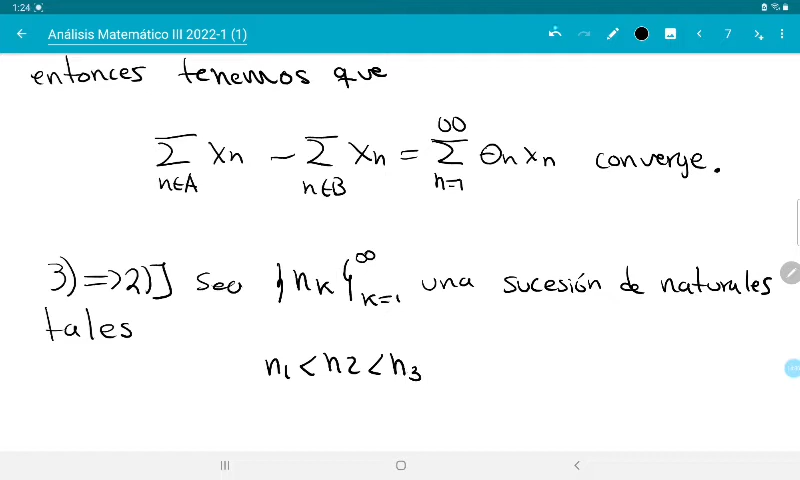 1:24
Análisis Matemático III 2022-1 (1)
7
entonces tenemos que
∑_{n∈A} xn − ∑_{n∈B} xn = ∑_{n=1}^{∞} θn xn converge.
3)=>2)] Sea {n_k}_{k=1}^{∞} una sucesión de naturales
tales
n₁ < n2 < n₃